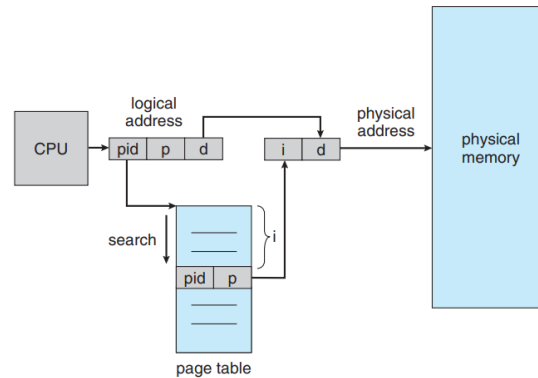 logical
address
physical
address
physical
memory
CPU
pid p d
i d
search
i
pid p
page table